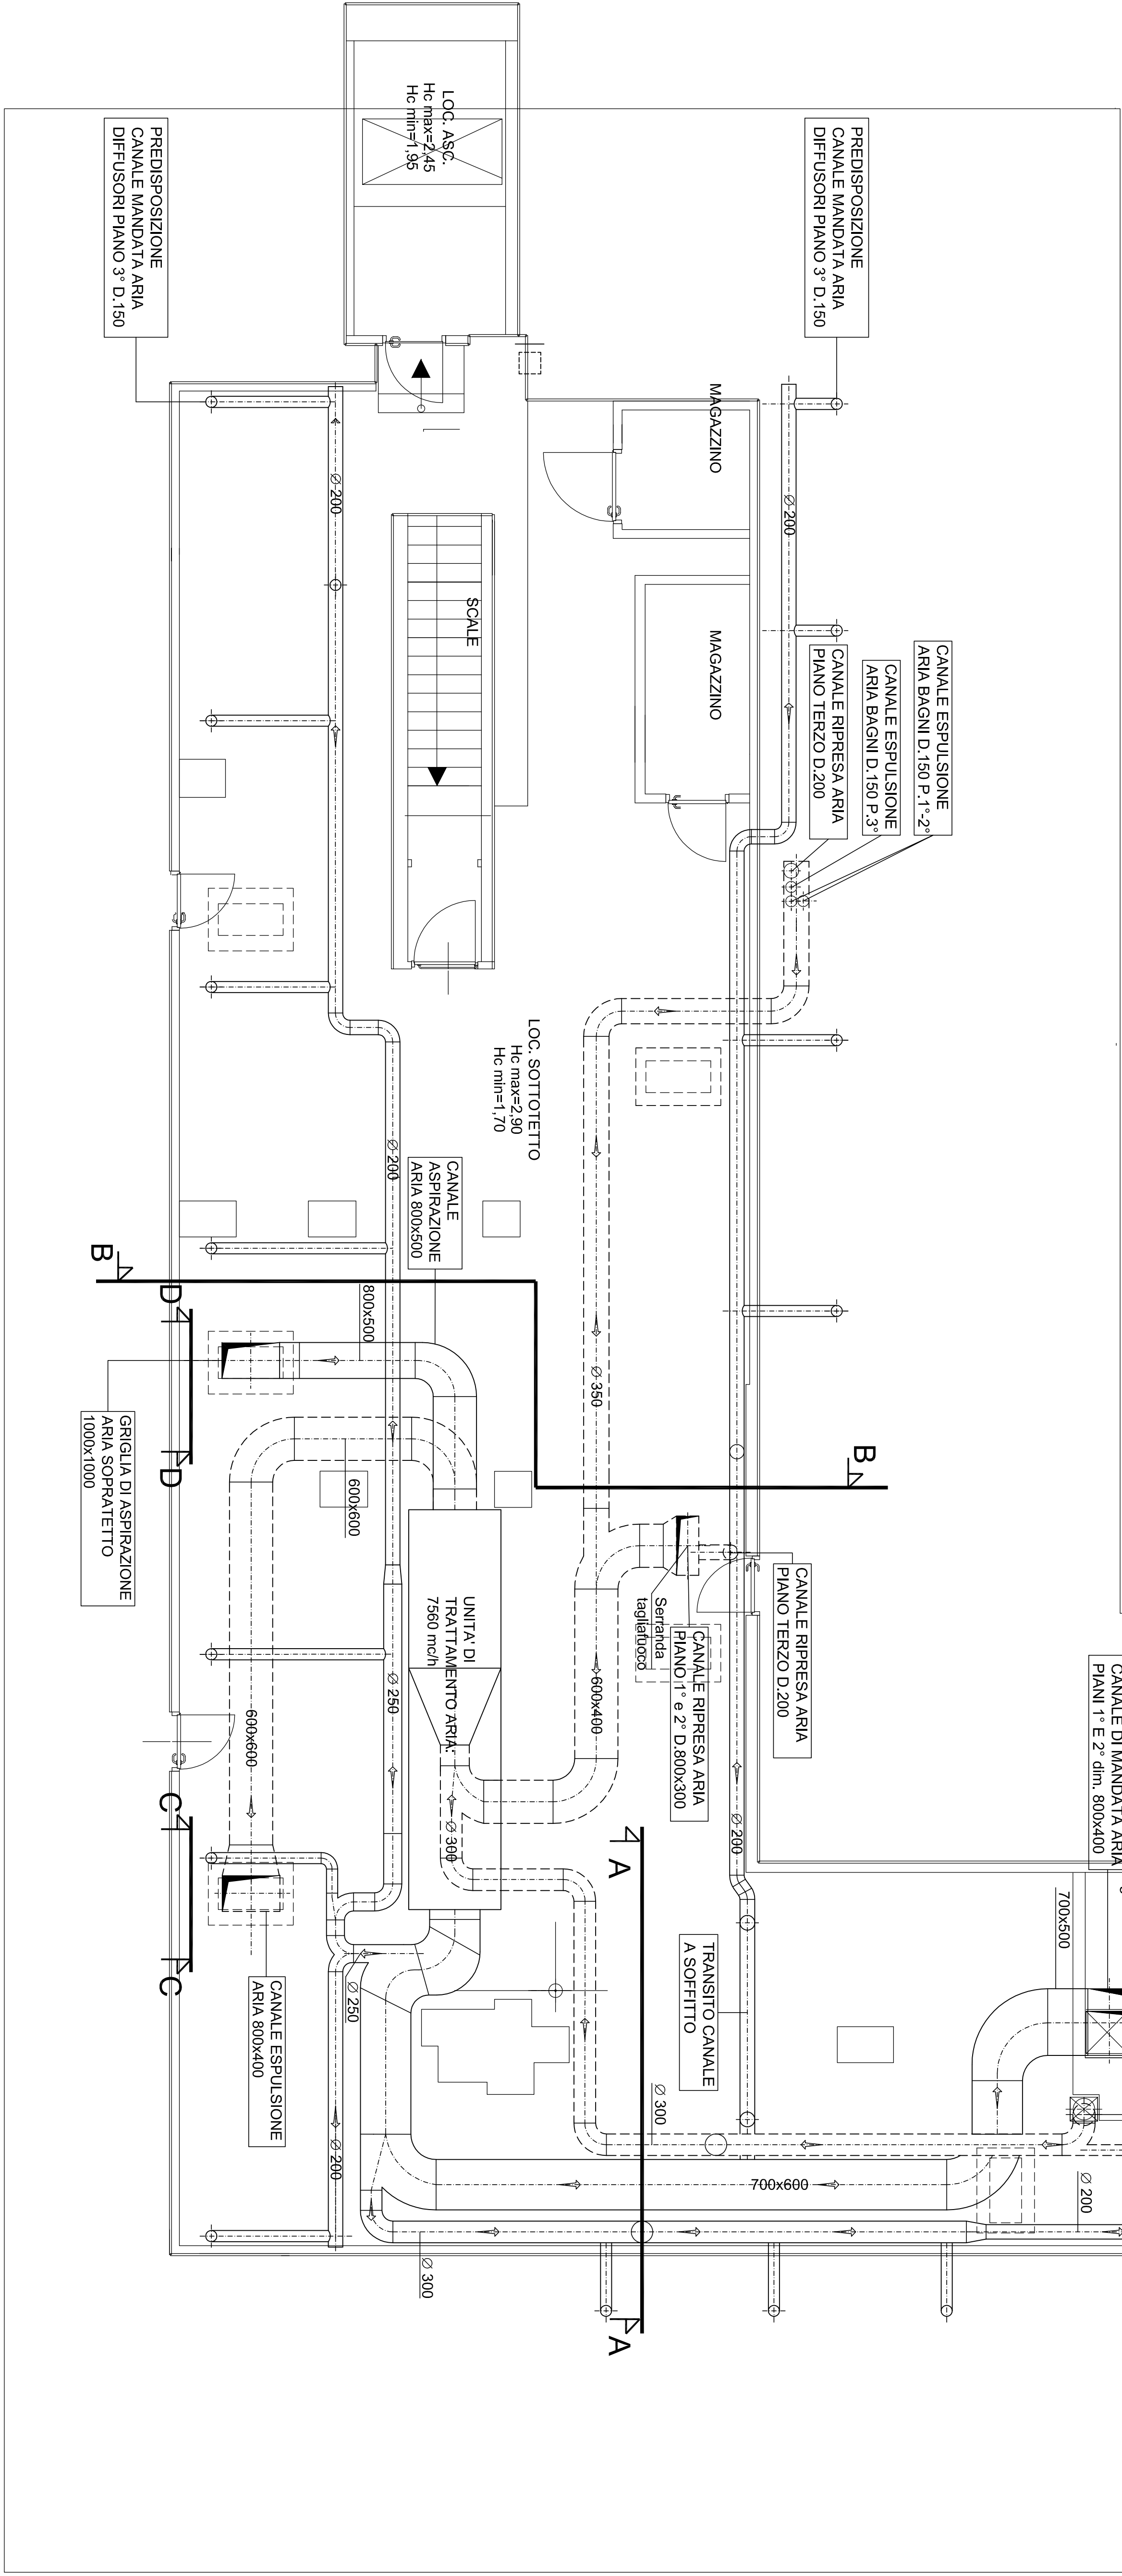 LOC. ASC.
Hc max=2,45
Hc min=1,95
PREDISPOSIZIONE
CANALE MANDATA ARIA
DIFFUSORI PIANO 3° D.150
PREDISPOSIZIONE
CANALE MANDATA ARIA
DIFFUSORI PIANO 3° D.150
MAGAZZINO
Ø 200
Ø 200
SCALE
MAGAZZINO
CANALE ESPULSIONE
ARIA BAGNI D.150 P.1°-2°
CANALE ESPULSIONE
ARIA BAGNI D.150 P.3°
CANALE RIPRESA ARIA
PIANO TERZO D.200
LOC. SOTTOTETTO
Hc max=2,90
Hc min=1,70
Ø 200
CANALE
ASPIRAZIONE
ARIA 800x500
B
D
800x500
Ø 350
B
D
GRIGLIA DI ASPIRAZIONE
ARIA SOPRATETTO
1000x1000
600x600
CANALE RIPRESA ARIA
PIANO TERZO D.200
Serranda
tagliafuoco
CANALE RIPRESA ARIA
PIANO 1° e 2° D.800x300
UNITA' DI
TRATTAMENTO ARIA:
7560 mc/h
600x400
Ø 250
600x600
CANALE DI MANDATA ARIA
PIANI 1° E 2° dim. 800x400
C
Ø 300
A
Ø 200
700x500
TRANSITO CANALE
A SOFFITTO
C
CANALE ESPULSIONE
ARIA 800x400
Ø 250
Ø 300
Ø 200
700x600
Ø 200
Ø 300
A